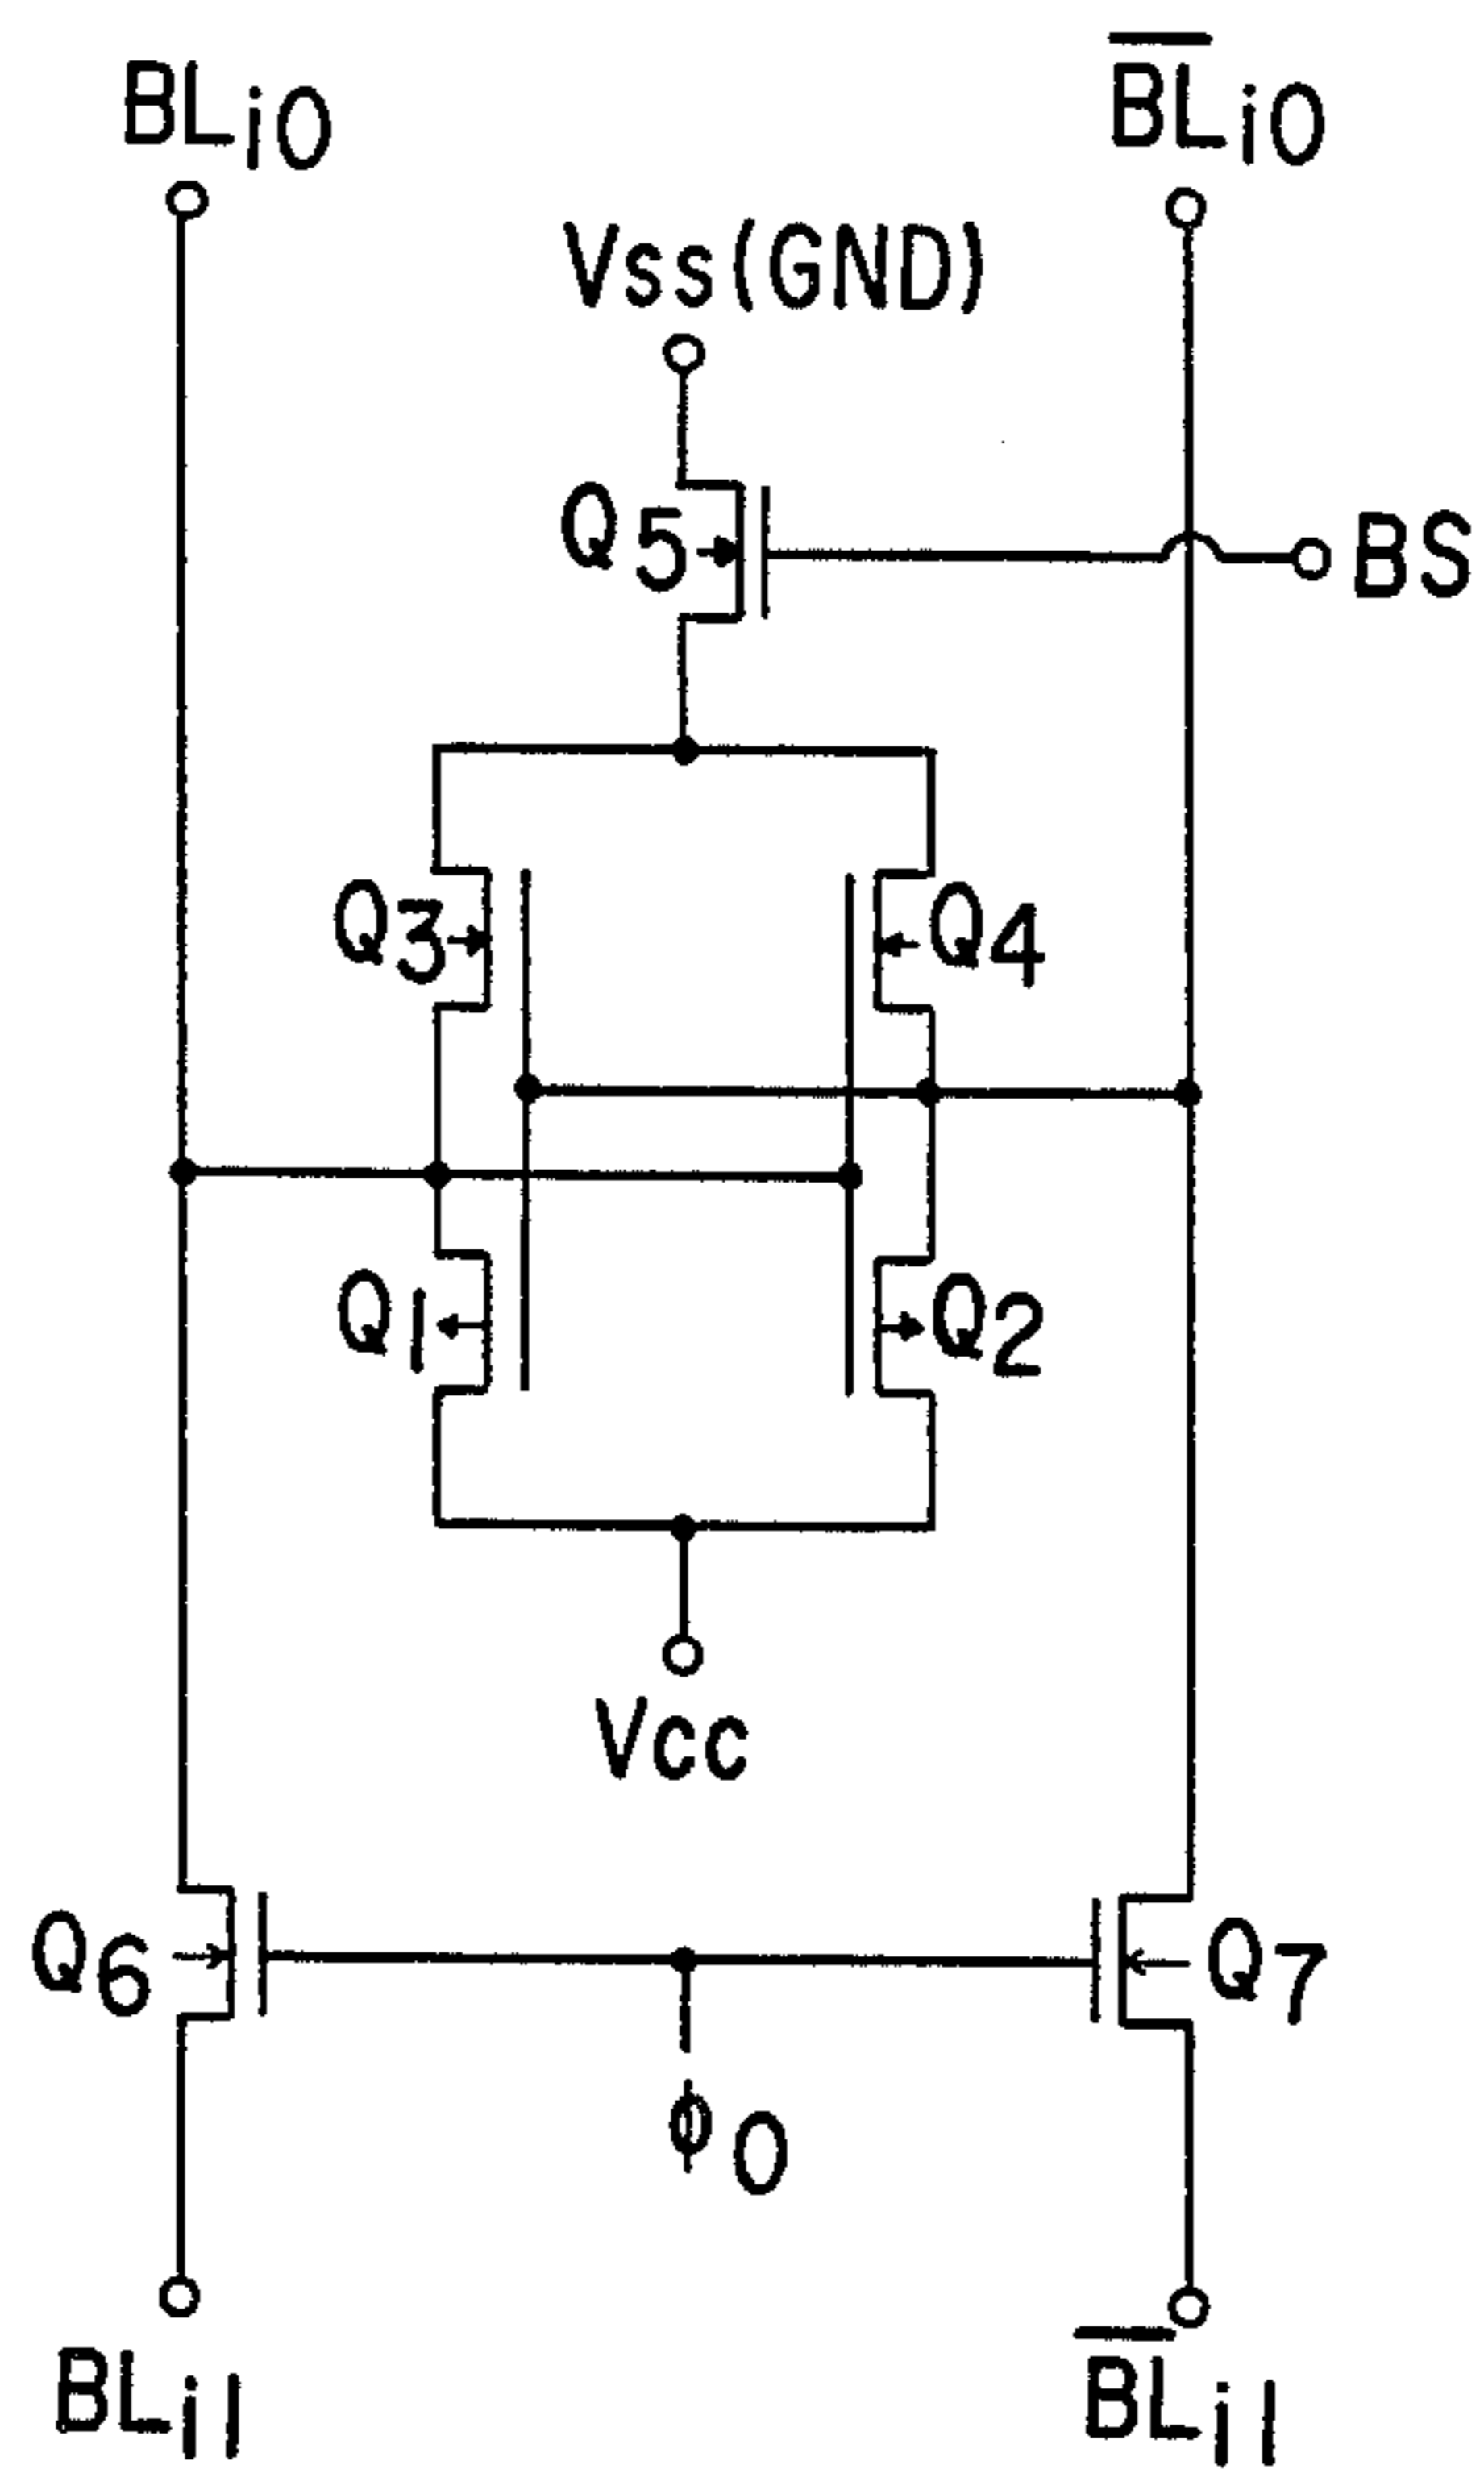 BLi0 B̅L̅i0
Vss(GND)
Q5 BS
Q3 Q4
Q1 Q2
Vcc
Q6 Q7
φ0
BLi1 B̅L̅i1